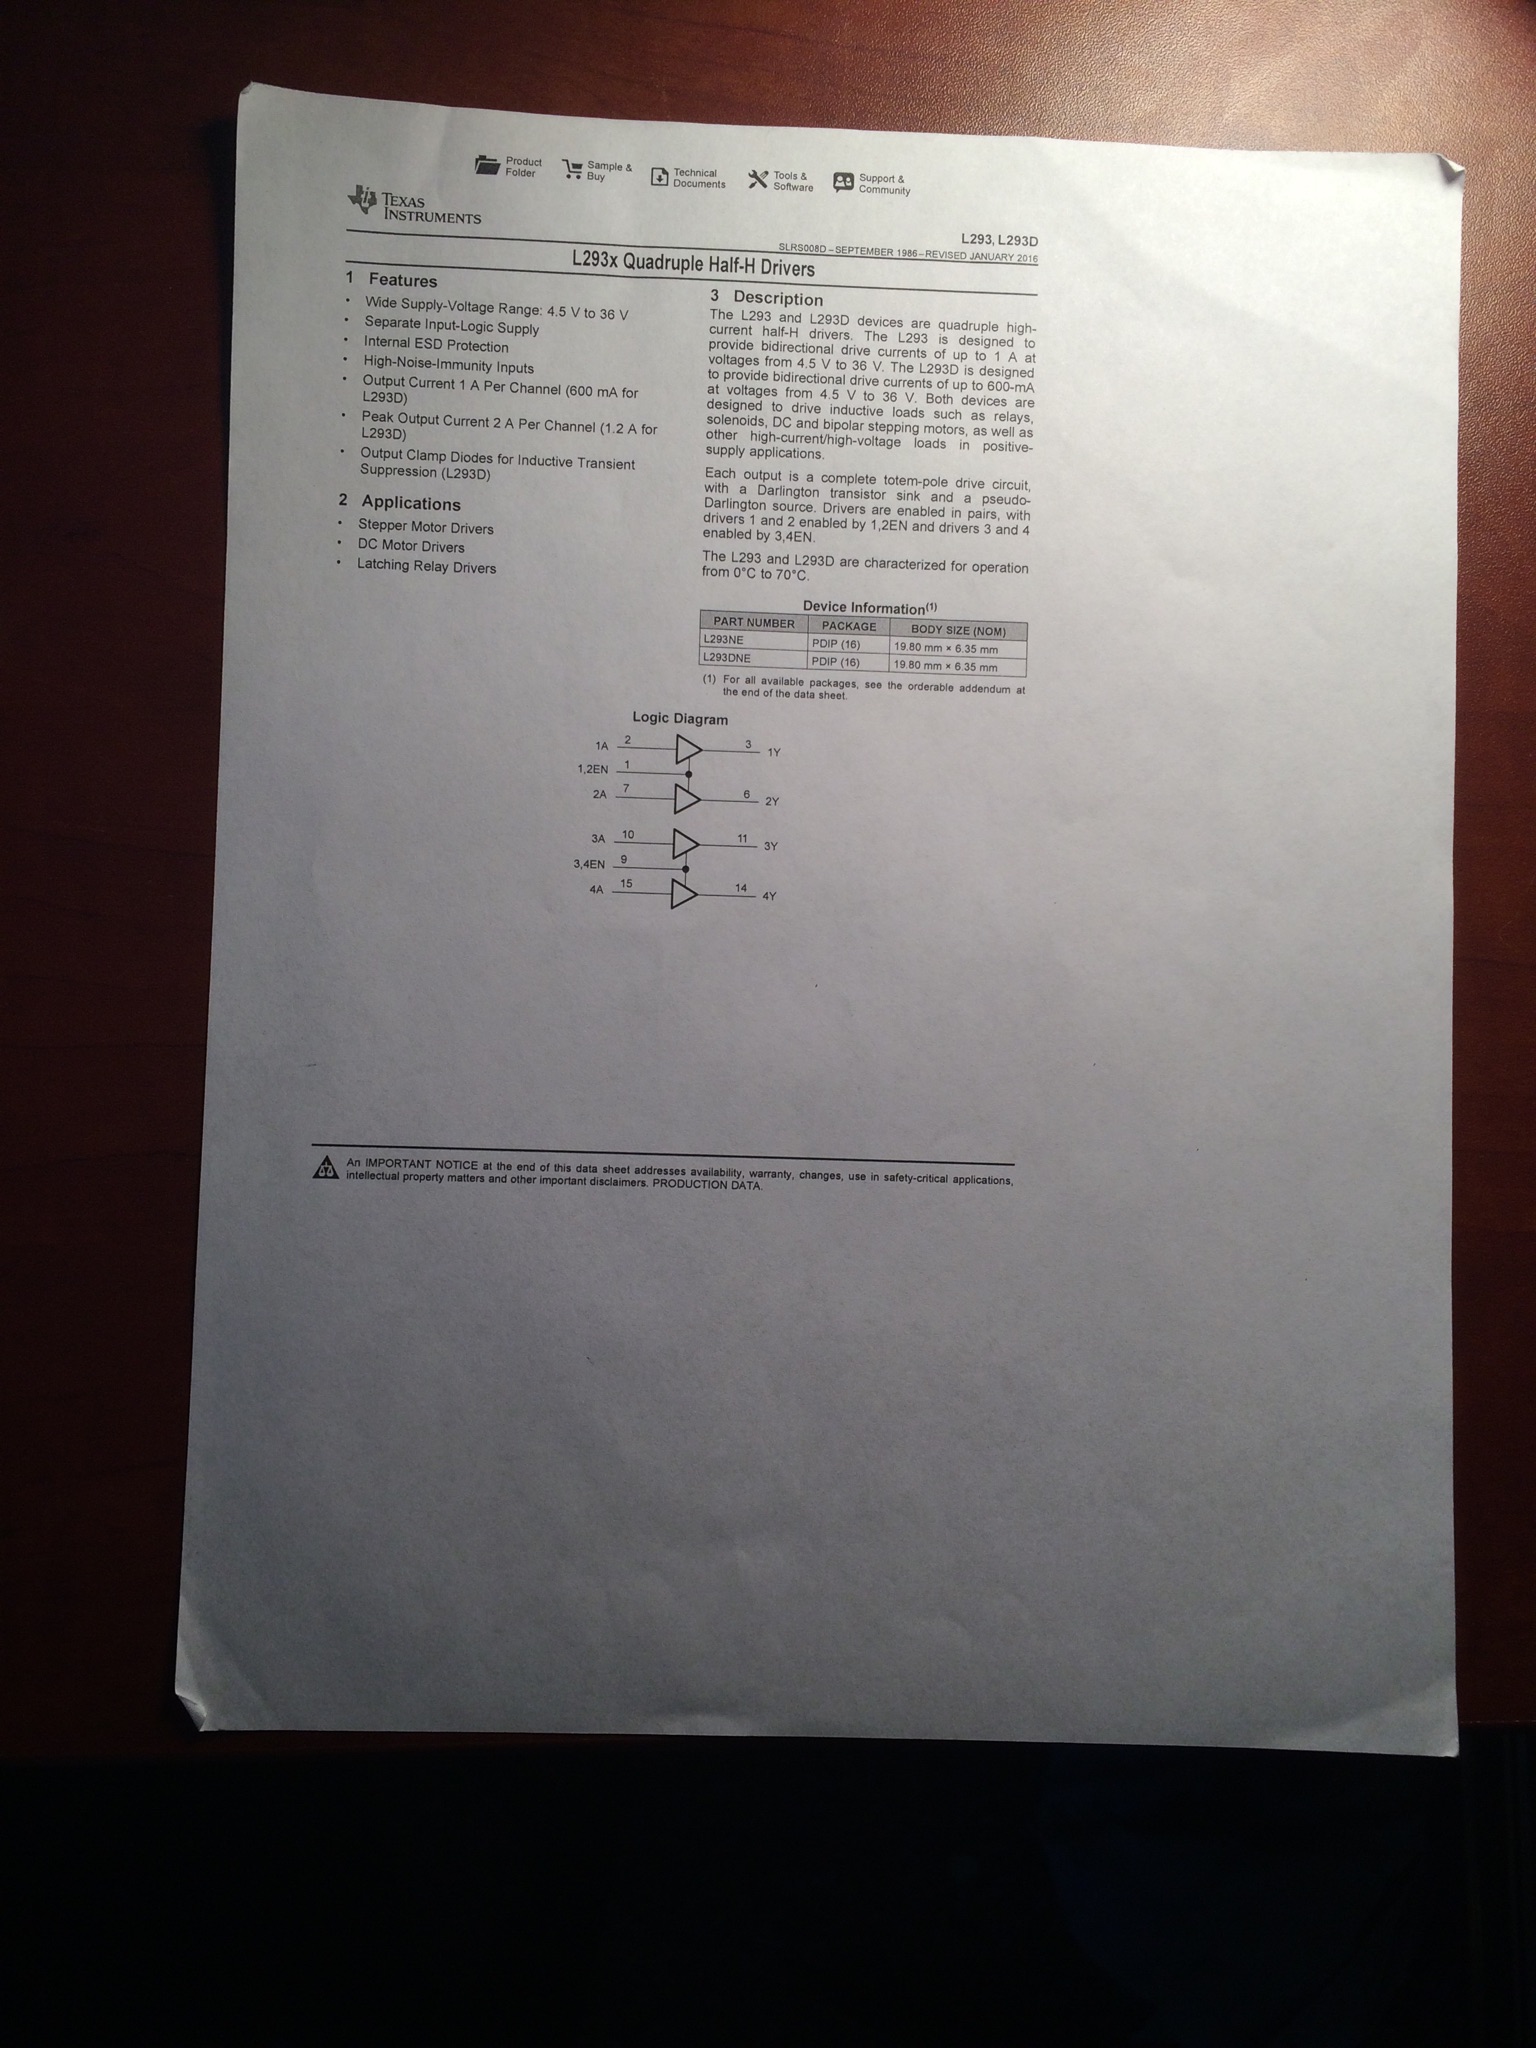 Product
Folder
Sample &
Buy
Technical
Documents
Tools &
Software
Support &
Community
TEXAS
INSTRUMENTS
L293, L293D
SLRS008D – SEPTEMBER 1986 – REVISED JANUARY 2016
L293x Quadruple Half-H Drivers
1 Features
• Wide Supply-Voltage Range: 4.5 V to 36 V
• Separate Input-Logic Supply
• Internal ESD Protection
• High-Noise-Immunity Inputs
• Output Current 1 A Per Channel (600 mA for
L293D)
• Peak Output Current 2 A Per Channel (1.2 A for
L293D)
• Output Clamp Diodes for Inductive Transient
Suppression (L293D)
2 Applications
• Stepper Motor Drivers
• DC Motor Drivers
• Latching Relay Drivers
3 Description
The L293 and L293D devices are quadruple high-
current half-H drivers. The L293 is designed to
provide bidirectional drive currents of up to 1 A at
voltages from 4.5 V to 36 V. The L293D is designed
to provide bidirectional drive currents of up to 600-mA
at voltages from 4.5 V to 36 V. Both devices are
designed to drive inductive loads such as relays,
solenoids, DC and bipolar stepping motors, as well as
other high-current/high-voltage loads in positive-
supply applications.
Each output is a complete totem-pole drive circuit,
with a Darlington transistor sink and a pseudo-
Darlington source. Drivers are enabled in pairs, with
drivers 1 and 2 enabled by 1,2EN and drivers 3 and 4
enabled by 3,4EN.
The L293 and L293D are characterized for operation
from 0°C to 70°C.
Device Information(1)
PART NUMBER PACKAGE BODY SIZE (NOM)
L293NE PDIP (16) 19.80 mm × 6.35 mm
L293DNE PDIP (16) 19.80 mm × 6.35 mm
(1) For all available packages, see the orderable addendum at
the end of the data sheet.
Logic Diagram
1A 2 3 1Y
1,2EN 1
2A 7 6 2Y
3A 10 11 3Y
3,4EN 9
4A 15 14 4Y
An IMPORTANT NOTICE at the end of this data sheet addresses availability, warranty, changes, use in safety-critical applications,
intellectual property matters and other important disclaimers. PRODUCTION DATA.